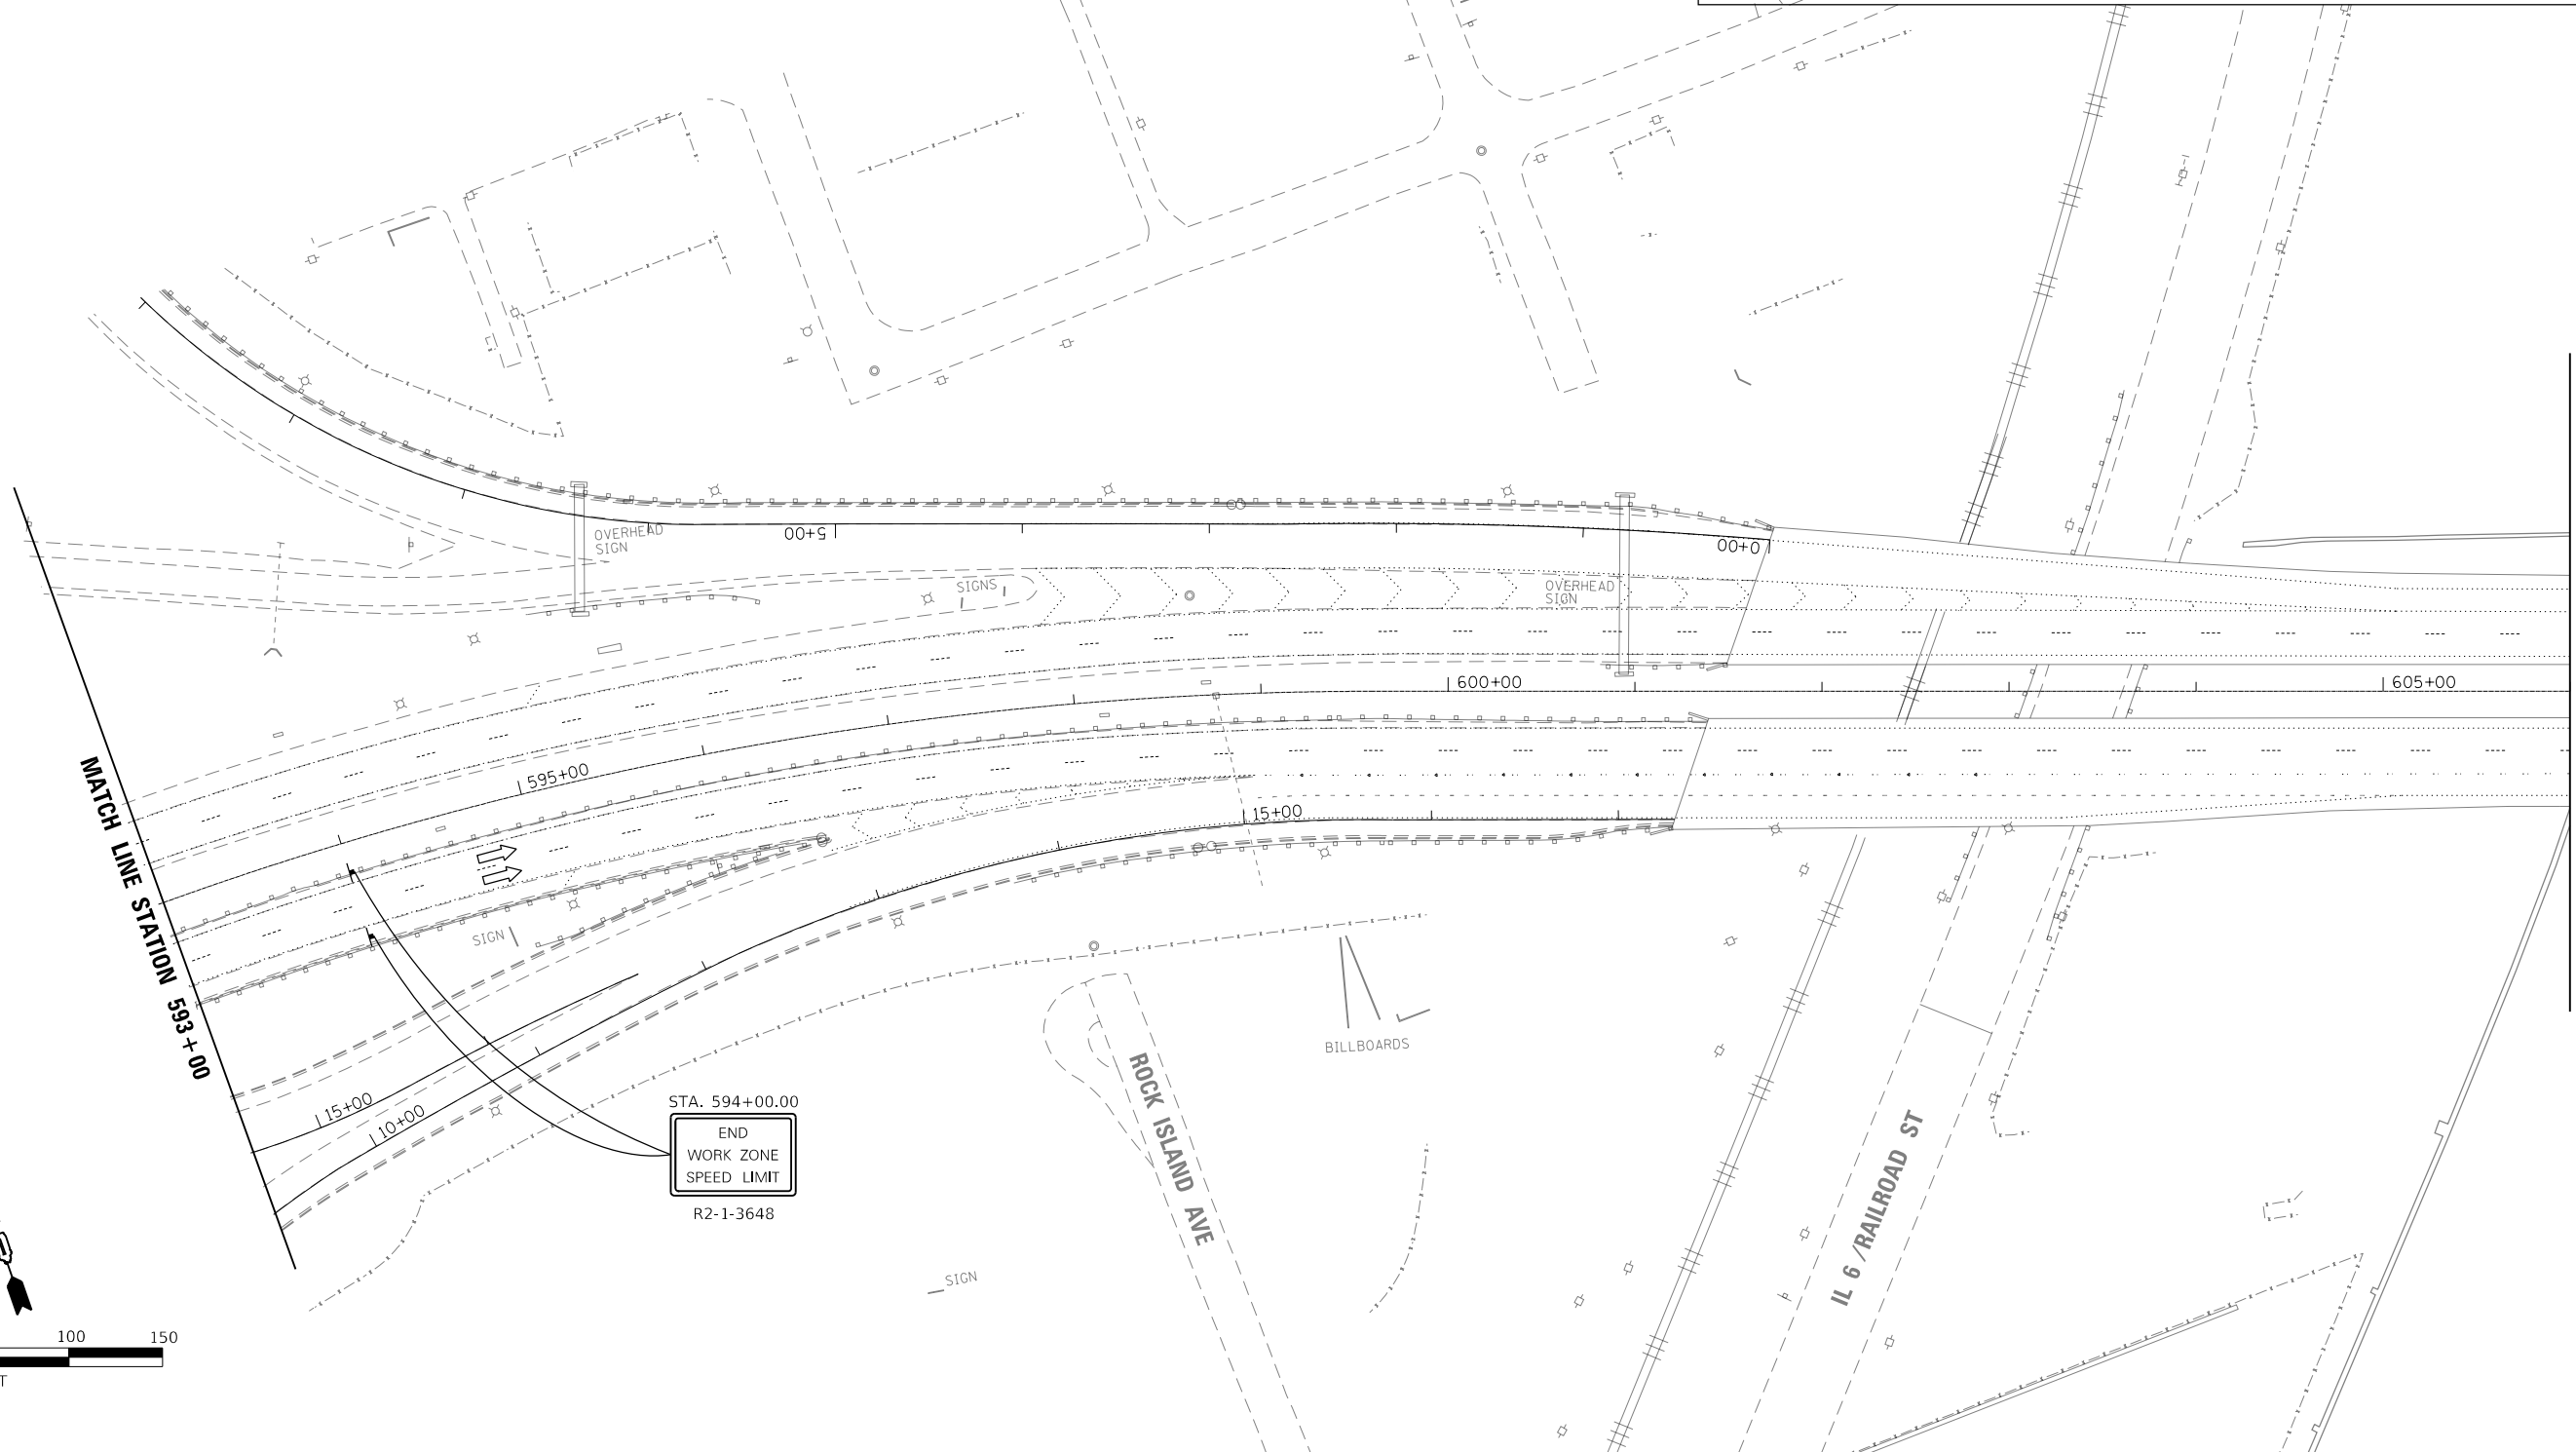 OVERHEAD
SIGN
5+00
0+00
SIGNS
OVERHEAD
SIGN
600+00
605+00
595+00
15+00
MATCH LINE STATION 593+00
SIGN
BILLBOARDS
15+00
10+00
STA. 594+00.00
END
WORK ZONE
SPEED LIMIT
R2-1-3648
ROCK ISLAND AVE
IL 6 /RAILROAD ST
SIGN
100 150